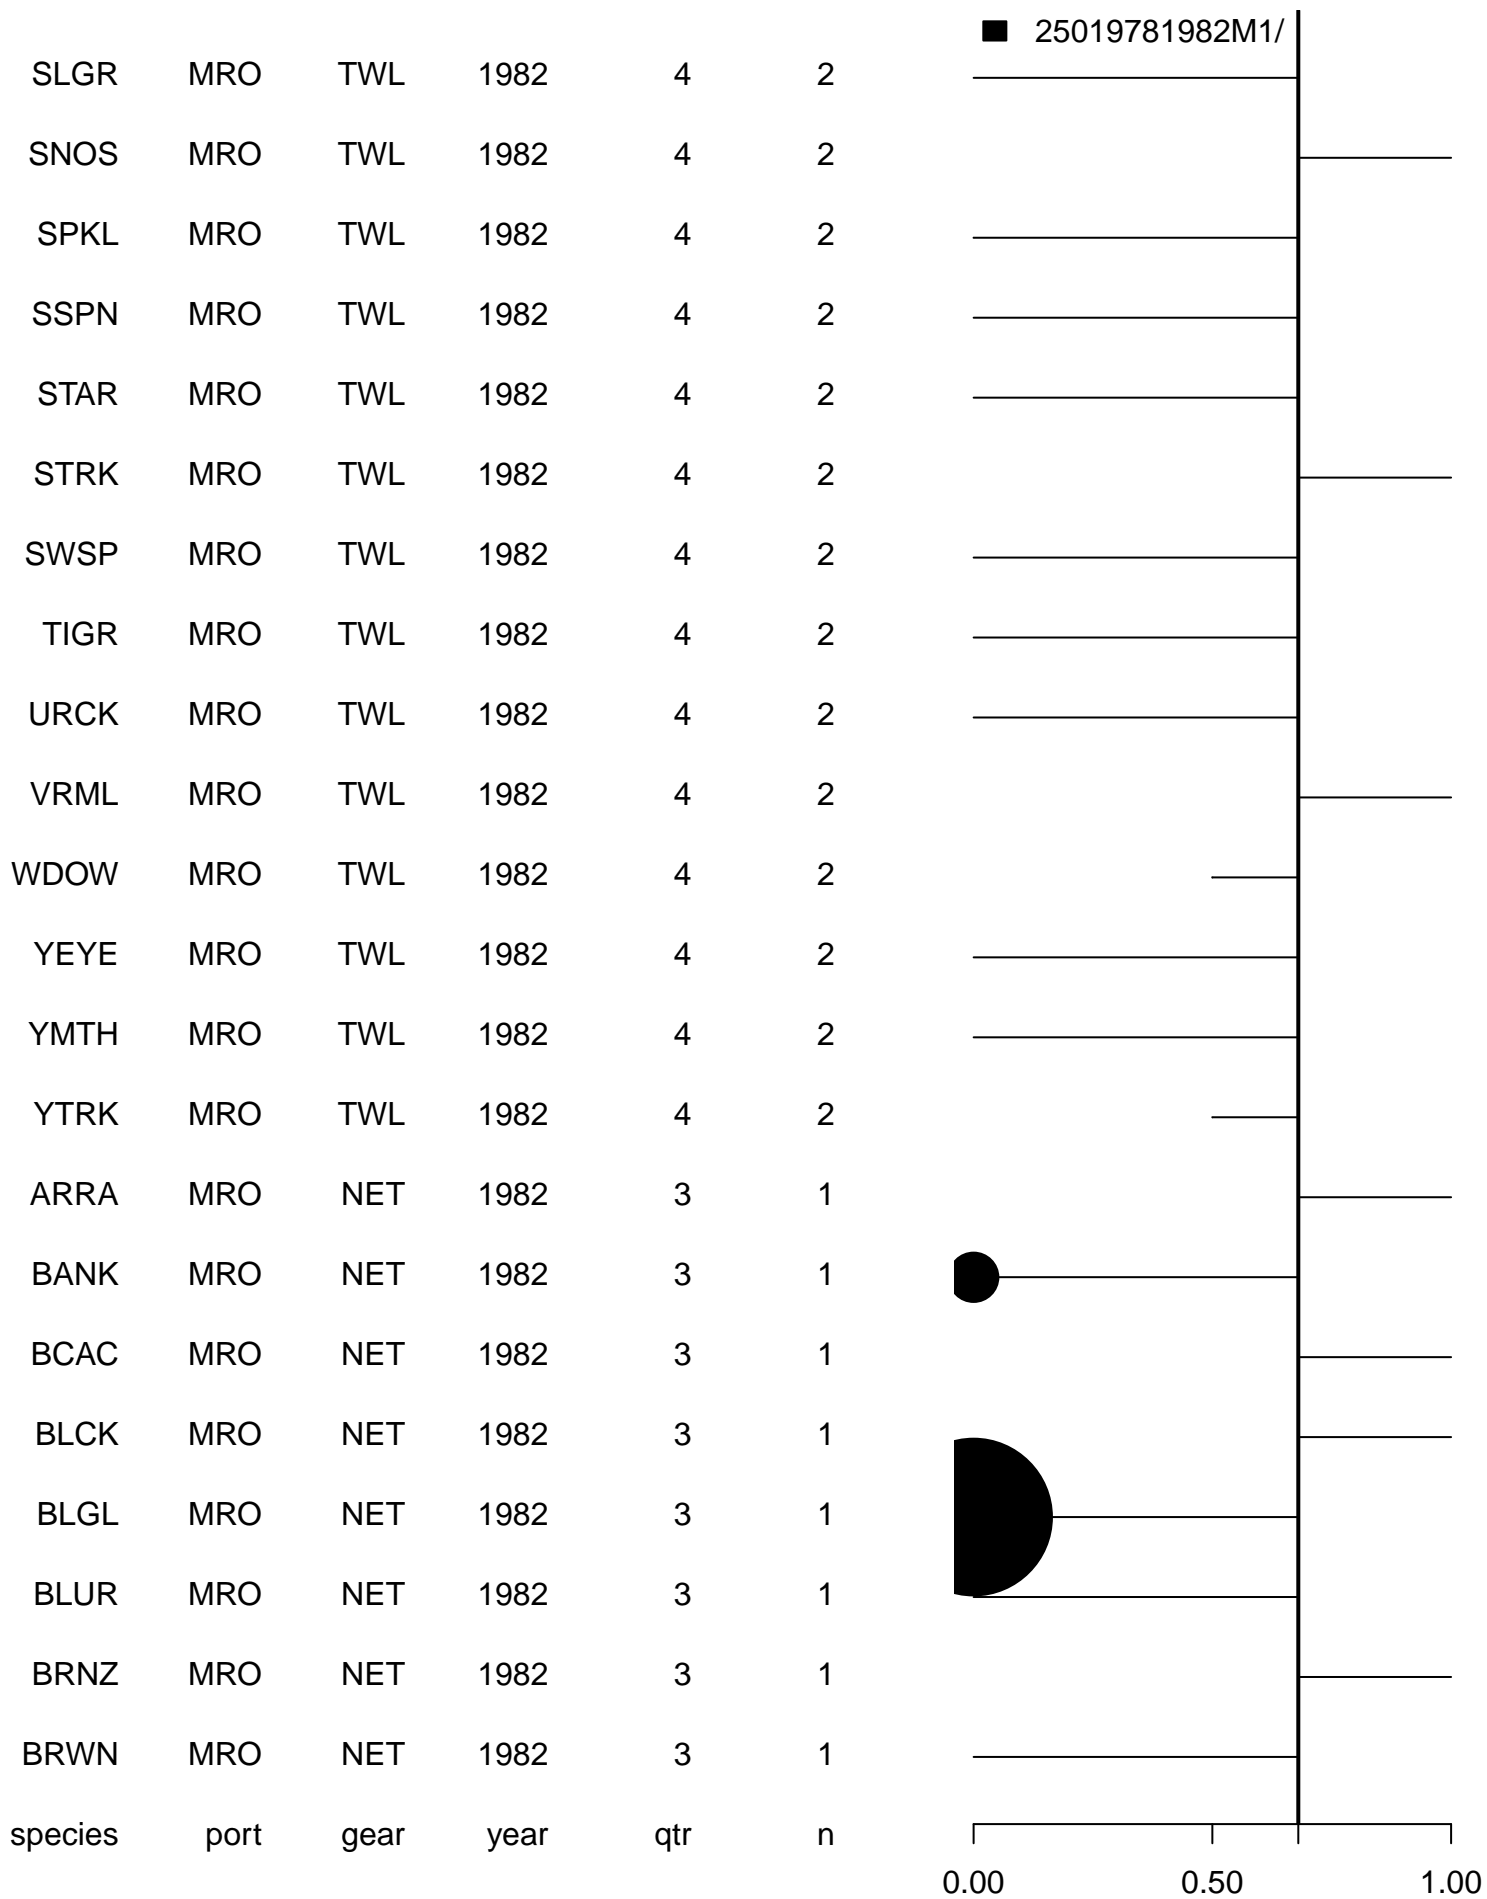 25019781982M1/
SLGR MRO TWL 1982 4 2
SNOS MRO TWL 1982 4 2
SPKL MRO TWL 1982 4 2
SSPN MRO TWL 1982 4 2
STAR MRO TWL 1982 4 2
STRK MRO TWL 1982 4 2
SWSP MRO TWL 1982 4 2
TIGR MRO TWL 1982 4 2
URCK MRO TWL 1982 4 2
VRML MRO TWL 1982 4 2
WDOW MRO TWL 1982 4 2
YEYE MRO TWL 1982 4 2
YMTH MRO TWL 1982 4 2
YTRK MRO TWL 1982 4 2
ARRA MRO NET 1982 3 1
BANK MRO NET 1982 3 1
BCAC MRO NET 1982 3 1
BLCK MRO NET 1982 3 1
BLGL MRO NET 1982 3 1
BLUR MRO NET 1982 3 1
BRNZ MRO NET 1982 3 1
BRWN MRO NET 1982 3 1
species port gear year qtr n
0.00 0.50 1.00